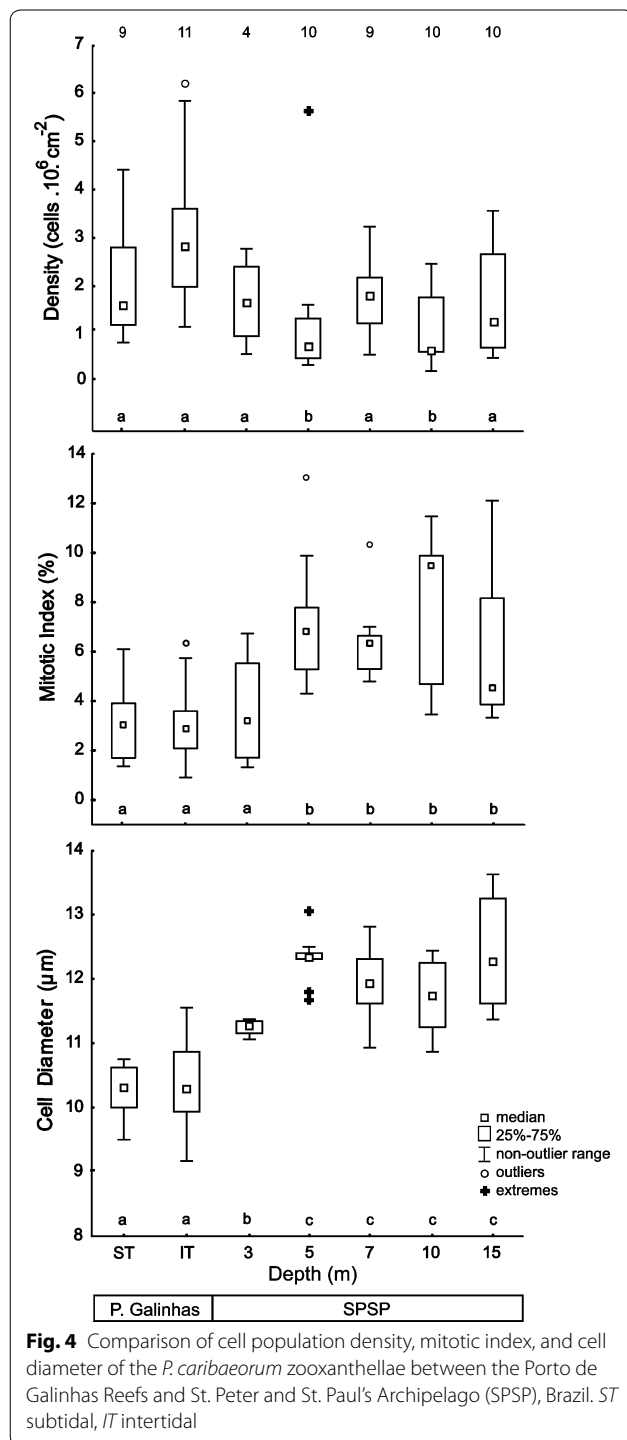 9 11 4 10 9 10 10
7
6
5
4
3
2
1
0
Density (cells .10⁶.cm⁻²)
a a a b a b a
14
12
10
8
6
4
2
0
Mitotic Index (%)
a a a b b b b
14
13
12
11
10
9
8
Cell Diameter (µm)
median
25%-75%
non-outlier range
outliers
extremes
a a b c c c c
ST IT 3 5 7 10 15
Depth (m)
P. Galinhas SPSP
Fig. 4 Comparison of cell population density, mitotic index, and cell
diameter of the P. caribaeorum zooxanthellae between the Porto de
Galinhas Reefs and St. Peter and St. Paul's Archipelago (SPSP), Brazil. ST
subtidal, IT intertidal